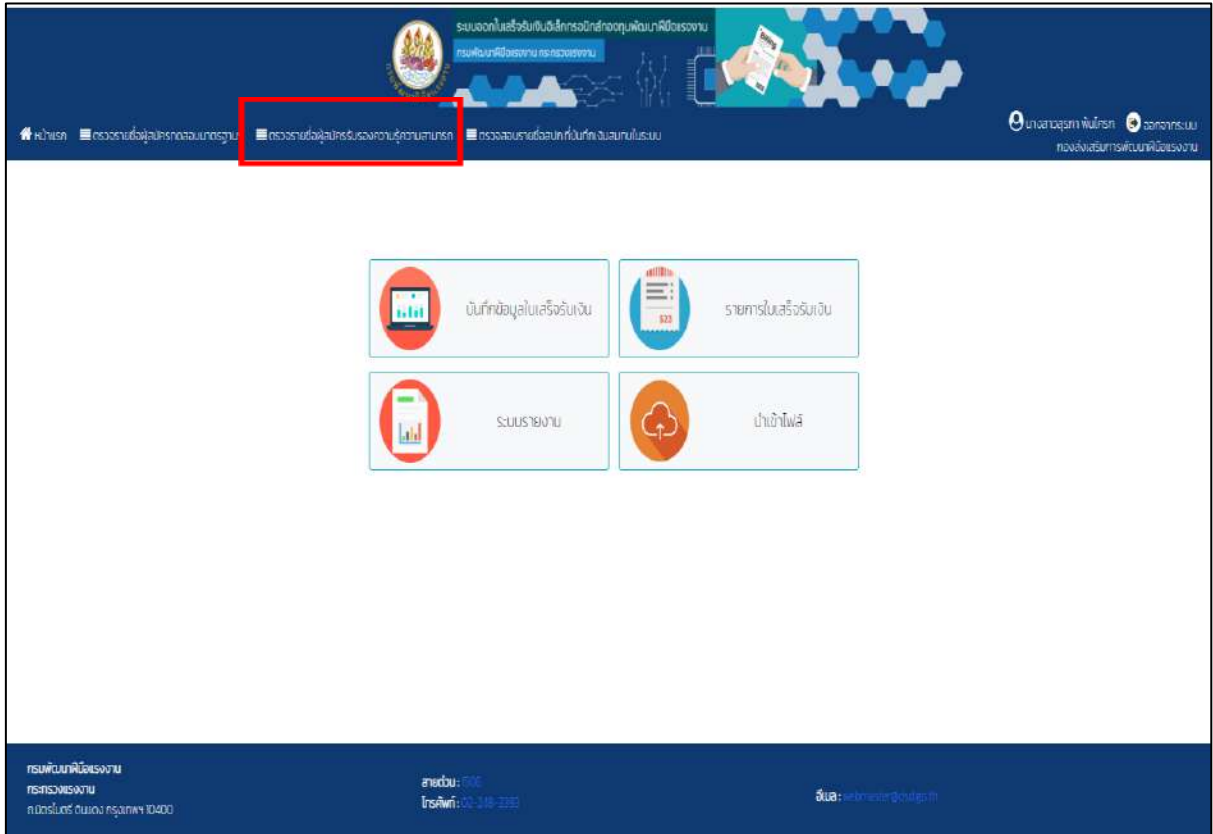 ระบบออกใบเสร็จรับเงินอิเล็กทรอนิกส์กองทุนพัฒนาฝีมือแรงงาน
กรมพัฒนาฝีมือแรงงาน กระทรวงแรงงาน
หน้าแรก ตรวจรายชื่อผู้สมัครทดสอบมาตรฐานฯ ตรวจรายชื่อผู้สมัครรับรองความรู้ความสามารถ ตรวจสอบรายชื่อสปก.ที่บันทึกเงินสมทบในระบบ
นางสาวสุรภา ออกจากระบบ
กองส่งเสริมการพัฒนาฝีมือแรงงาน
บันทึกข้อมูลใบเสร็จรับเงิน
รายการใบเสร็จรับเงิน
ระบบรายงาน
นำเข้าไฟล์
กรมพัฒนาฝีมือแรงงาน
กระทรวงแรงงาน
ถ.มิตรไมตรี ดินแดง กรุงเทพฯ 10400
สายด่วน :
โทรศัพท์ :
อีเมล :